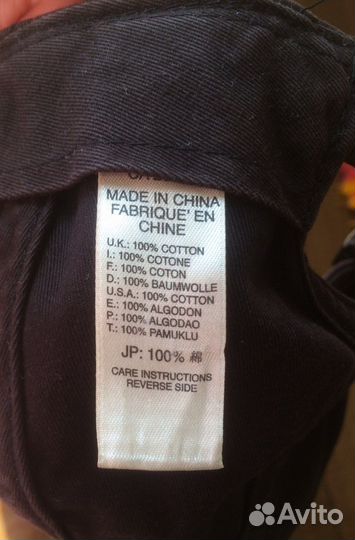 MADE IN CHINA
FABRIQUE' EN
CHINE
U.K.: 100% COTTON
I.: 100% COTONE
F.: 100% COTON
D.: 100% BAUMWOLLE
U.S.A.: 100% COTTON
E.: 100% ALGODON
P.: 100% ALGODAO
T.: 100% PAMUKLU
JP: 100% 綿
CARE INSTRUCTIONS
REVERSE SIDE
Avito